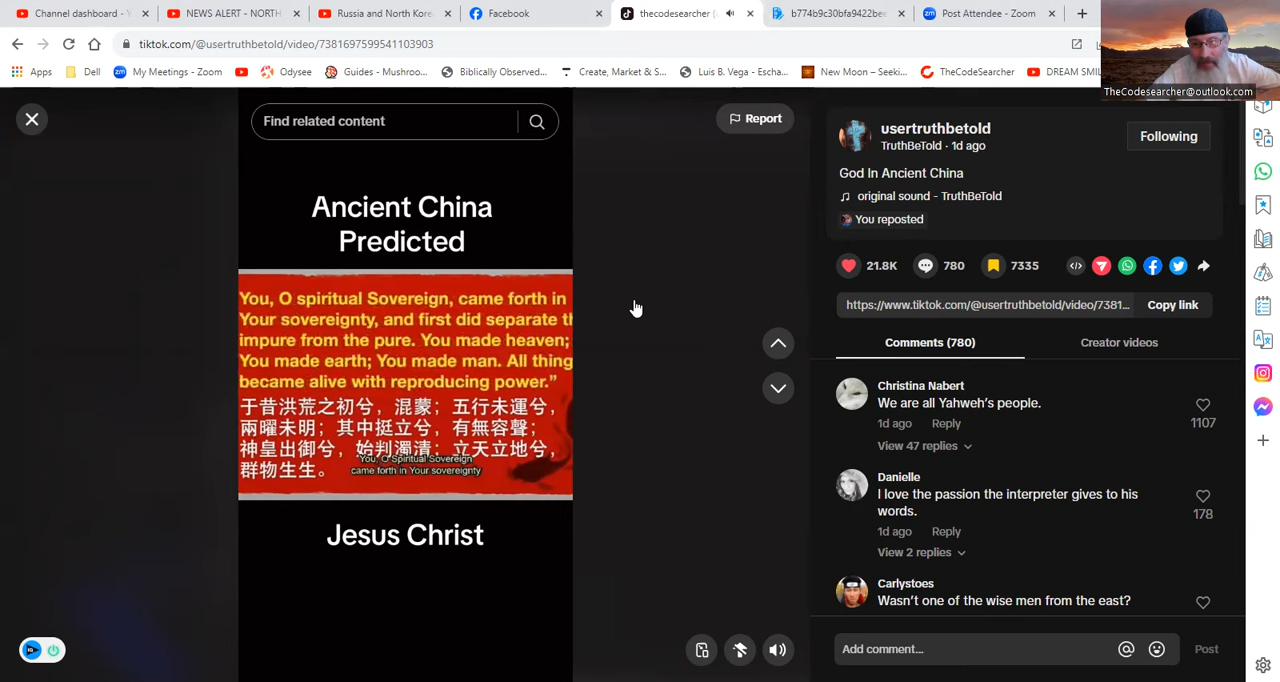 Channel dashboard - Y
NEWS ALERT - NORTH
Russia and North Kore
Facebook
thecodesearcher (
b774b9c30bfa9422bee
Post Attendee - Zoom
tiktok.com/@usertruthbetold/video/7381697599541103903
Apps
Dell
My Meetings - Zoom
Odysee
Guides - Mushroo...
Biblically Observed...
Create, Market & S...
Luis B. Vega - Escha...
New Moon – Seeki...
TheCodeSearcher
DREAM SMIL
TheCodesearcher@outlook.com
Find related content
Report
Ancient China
Predicted
You, O spiritual Sovereign, came forth in
Your sovereignty, and first did separate th
impure from the pure. You made heaven;
You made earth; You made man. All thing
became alive with reproducing power.”
于昔洪荒之初兮，混蒙；五行未運兮，
兩曜未明；其中挺立兮，有無容聲；
神皇出御兮，始判濁清；立天立地兮，
群物生生。
"You, O Spiritual Sovereign
came forth in Your sovereignty
Jesus Christ
usertruthbetold
TruthBeTold · 1d ago
Following
God In Ancient China
original sound - TruthBeTold
You reposted
21.8K
780
7335
https://www.tiktok.com/@usertruthbetold/video/7381...
Copy link
Comments (780)
Creator videos
Christina Nabert
We are all Yahweh's people.
1d ago
Reply
1107
View 47 replies
Danielle
I love the passion the interpreter gives to his
words.
178
1d ago
Reply
View 2 replies
Carlystoes
Wasn't one of the wise men from the east?
Add comment...
Post